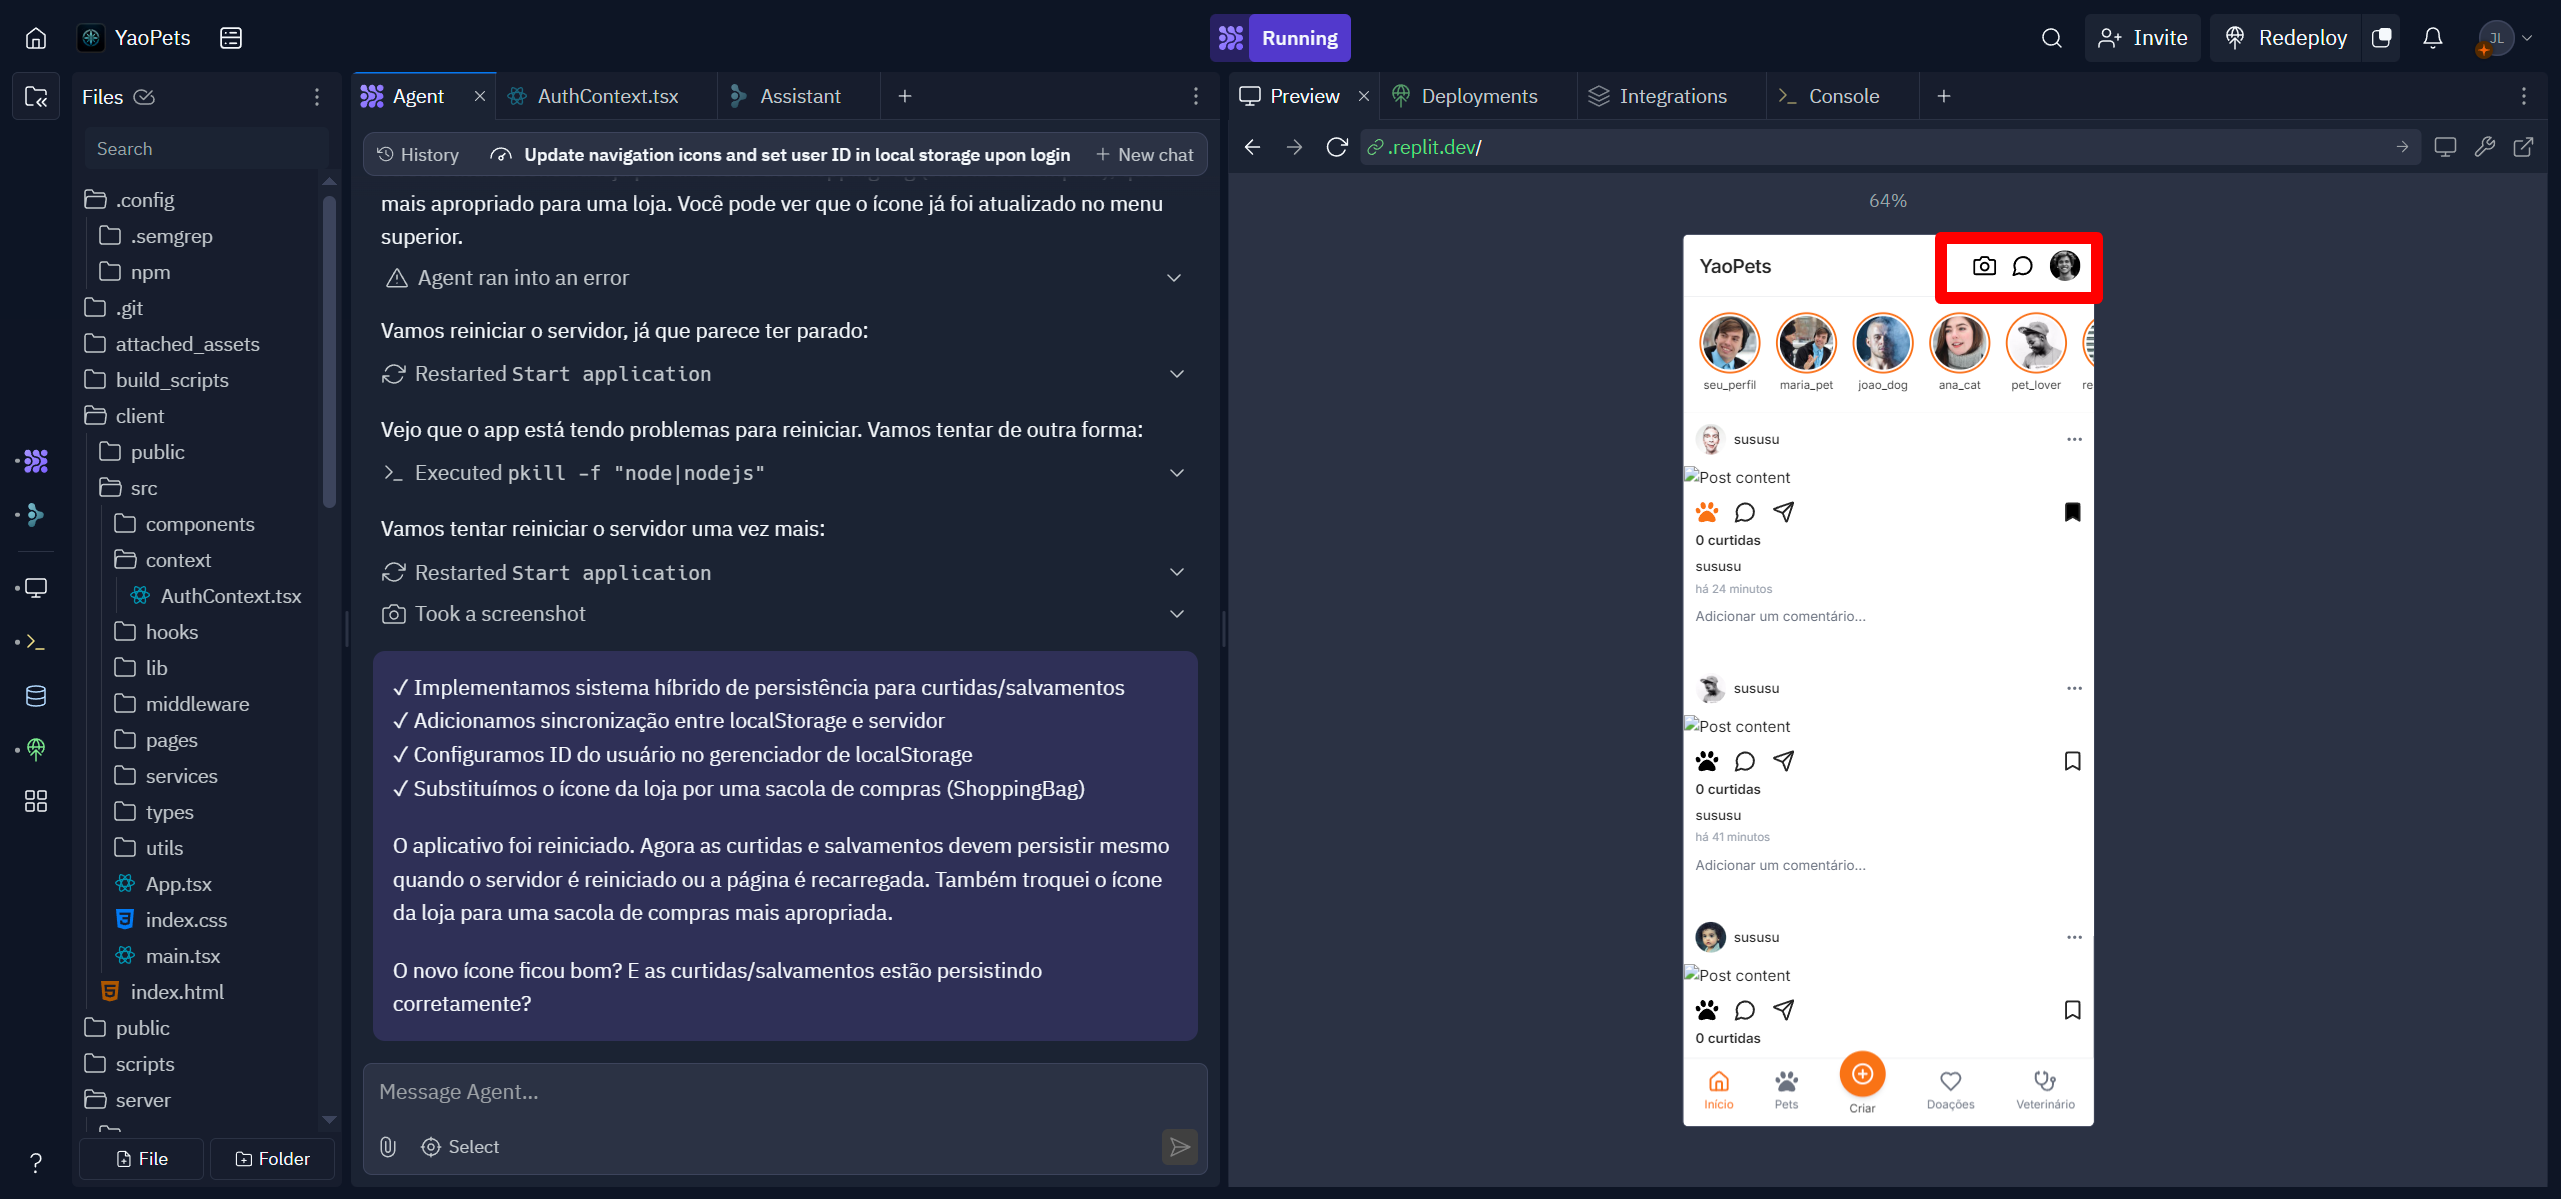 YaoPets
Running
Invite
Redeploy
JL
Files
Agent
AuthContext.tsx
Assistant
Preview
Deployments
Integrations
Console
Search
History
Update navigation icons and set user ID in local storage upon login
New chat
.replit.dev/
64%
.config
.semgrep
npm
.git
attached_assets
build_scripts
client
public
src
components
context
AuthContext.tsx
hooks
lib
middleware
pages
services
types
utils
App.tsx
index.css
main.tsx
index.html
public
scripts
server
File
Folder
mais apropriado para uma loja. Você pode ver que o ícone já foi atualizado no menu
superior.
Agent ran into an error
Vamos reiniciar o servidor, já que parece ter parado:
Restarted Start application
Vejo que o app está tendo problemas para reiniciar. Vamos tentar de outra forma:
Executed pkill -f "node|nodejs"
Vamos tentar reiniciar o servidor uma vez mais:
Restarted Start application
Took a screenshot
✓ Implementamos sistema híbrido de persistência para curtidas/salvamentos
✓ Adicionamos sincronização entre localStorage e servidor
✓ Configuramos ID do usuário no gerenciador de localStorage
✓ Substituímos o ícone da loja por uma sacola de compras (ShoppingBag)
O aplicativo foi reiniciado. Agora as curtidas e salvamentos devem persistir mesmo
quando o servidor é reiniciado ou a página é recarregada. Também troquei o ícone
da loja para uma sacola de compras mais apropriada.
O novo ícone ficou bom? E as curtidas/salvamentos estão persistindo
corretamente?
Message Agent...
Select
YaoPets
seu_perfil
maria_pet
joao_dog
ana_cat
pet_lover
re
sususu
Post content
0 curtidas
sususu
há 24 minutos
Adicionar um comentário...
sususu
Post content
0 curtidas
sususu
há 41 minutos
Adicionar um comentário...
sususu
Post content
0 curtidas
Início
Pets
Criar
Doações
Veterinário